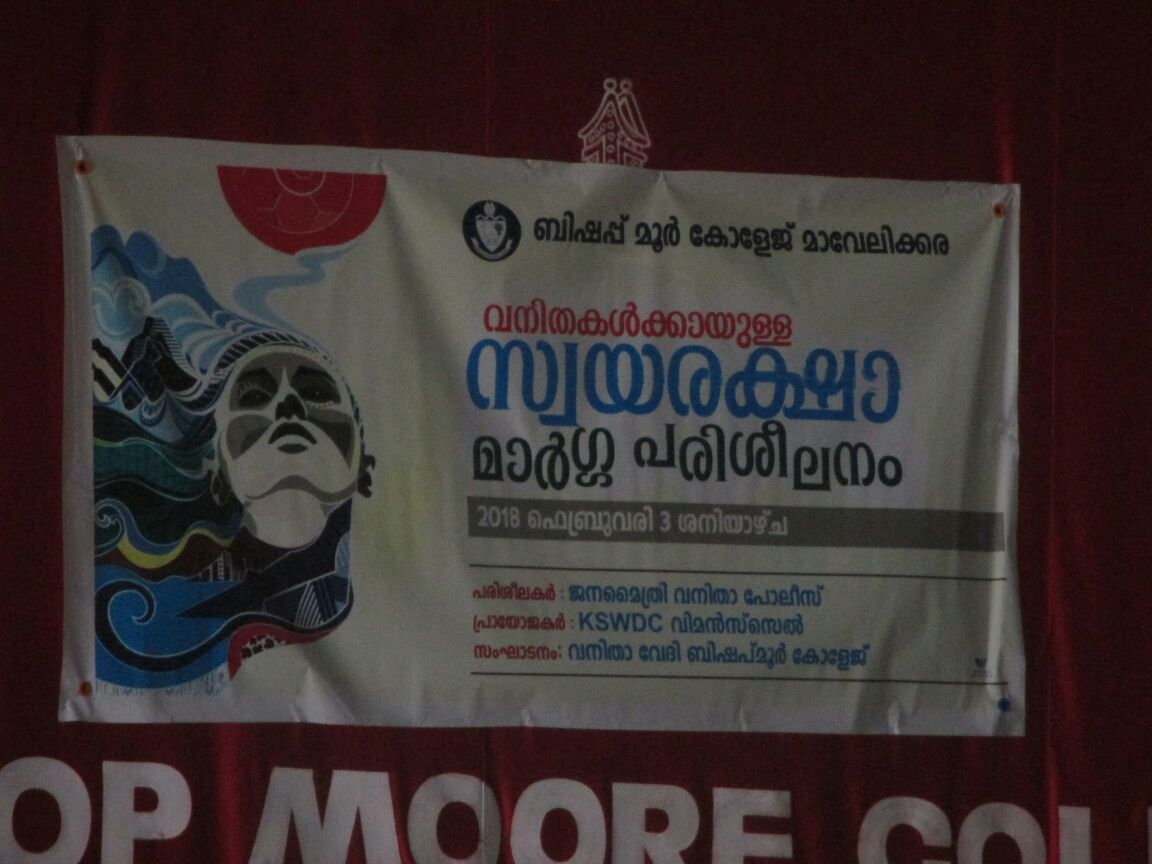 ബിഷപ്പ് മൂർ കോളേജ് മാവേലിക്കര
വനിതകൾക്കായുള്ള
സ്വയരക്ഷാ
മാർഗ്ഗ പരിശീലനം
2018 ഫെബ്രുവരി 3 ശനിയാഴ്ച
പരിശീലകർ : ജനമൈത്രി വനിതാ പോലീസ്
പ്രായോജകർ : KSWDC വിമൻസ്സെൽ
സംഘാടനം: വനിതാ വേദി ബിഷപ്മൂർ കോളേജ്
OP MOORE COL